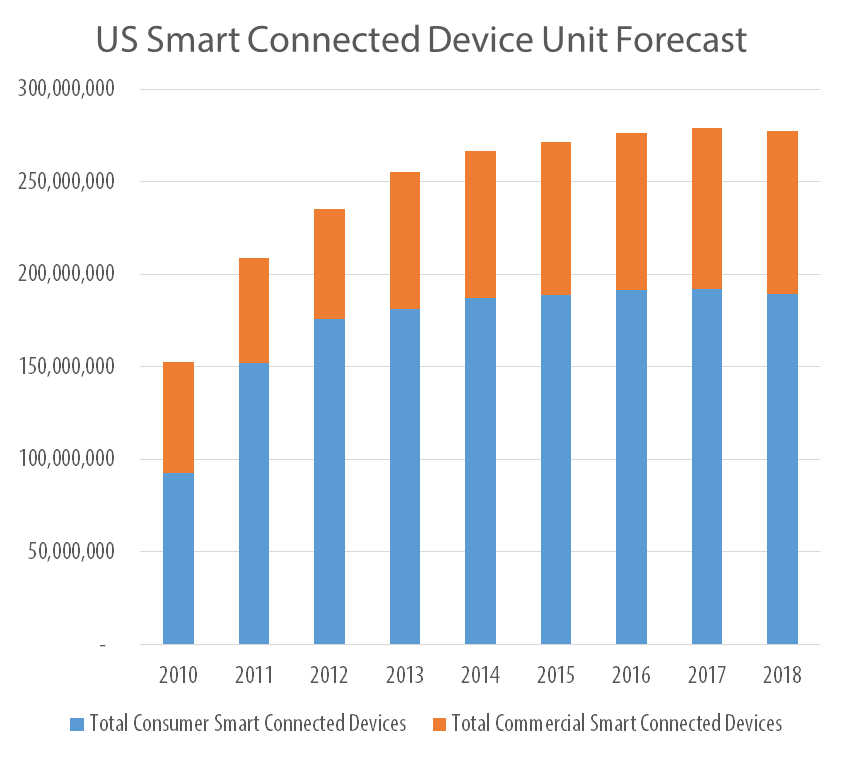 US Smart Connected Device Unit Forecast
300,000,000
250,000,000
200,000,000
150,000,000
100,000,000
50,000,000
-
2010 2011 2012 2013 2014 2015 2016 2017 2018
Total Consumer Smart Connected Devices Total Commercial Smart Connected Devices